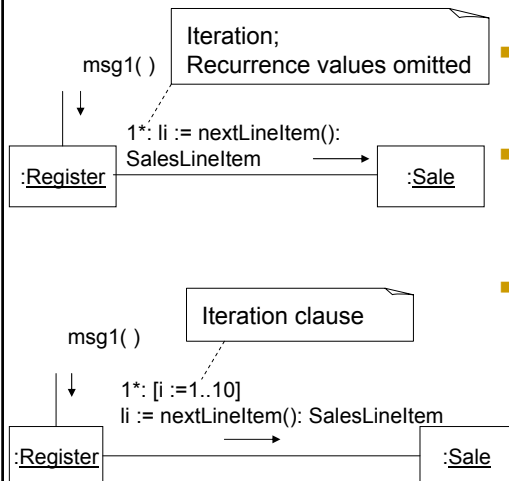 Iteration;
Recurrence values omitted
msg1( )
1*: li := nextLineItem():
SalesLineItem
:Register
:Sale
Iteration clause
msg1( )
1*: [i :=1..10]
li := nextLineItem(): SalesLineItem
:Register
:Sale